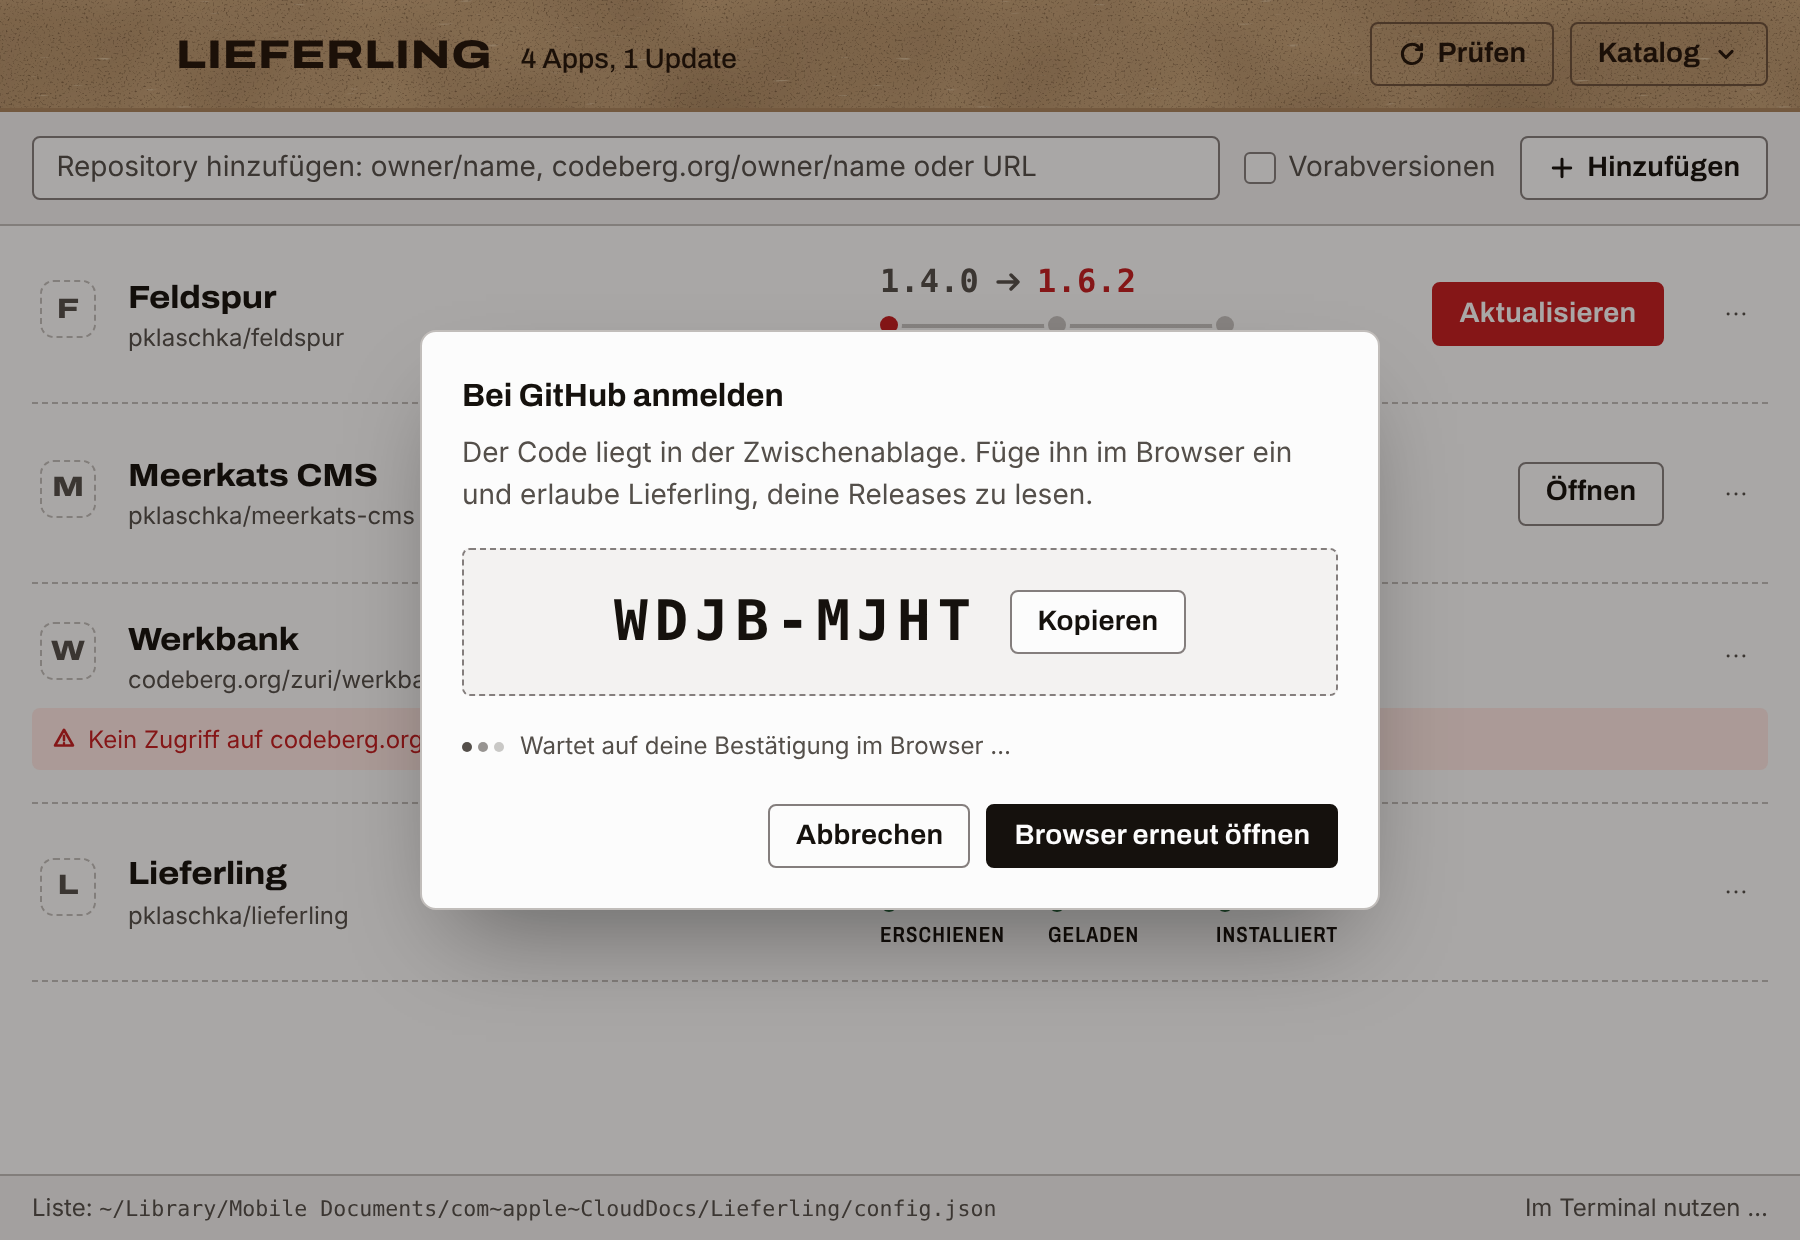 LIEFERLING
4 Apps, 1 Update
Prüfen
Katalog
Repository hinzufügen: owner/name, codeberg.org/owner/name oder URL
Vorabversionen
Hinzufügen
F
Feldspur
pklaschka/feldspur
1.4.0 → 1.6.2
Aktualisieren
...
M
Meerkats CMS
pklaschka/meerkats-cms
Öffnen
...
W
Werkbank
codeberg.org/zuri/werkba
...
Kein Zugriff auf codeberg.org
L
Lieferling
pklaschka/lieferling
ERSCHIENEN
GELADEN
INSTALLIERT
...
Bei GitHub anmelden
Der Code liegt in der Zwischenablage. Füge ihn im Browser ein
und erlaube Lieferling, deine Releases zu lesen.
WDJB-MJHT
Kopieren
Wartet auf deine Bestätigung im Browser ...
Abbrechen
Browser erneut öffnen
Liste: ~/Library/Mobile Documents/com~apple~CloudDocs/Lieferling/config.json
Im Terminal nutzen ...